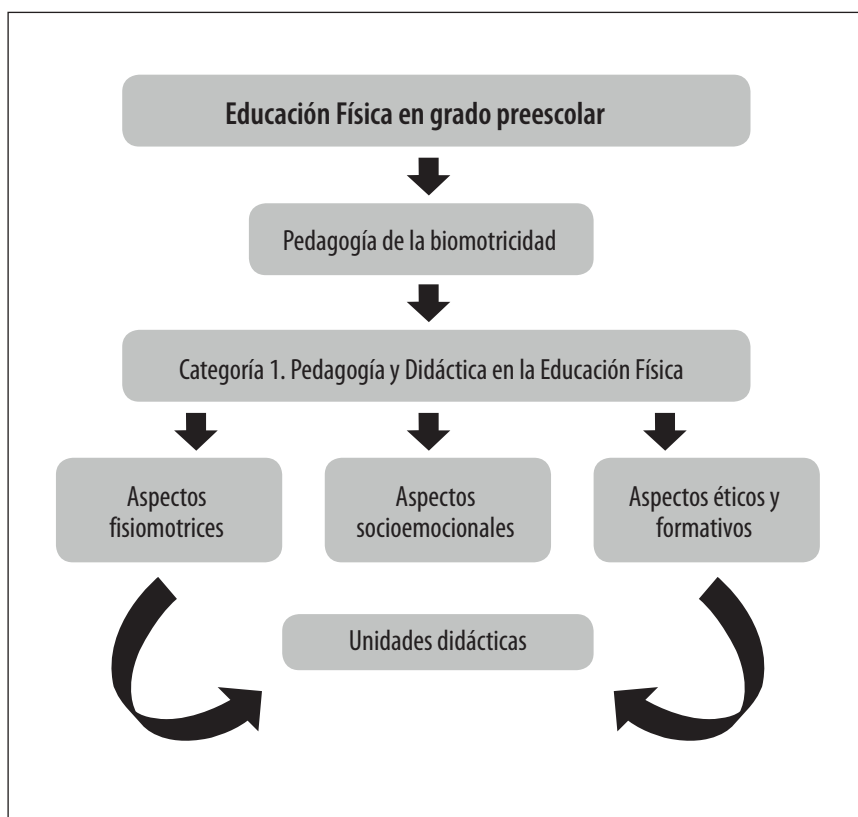 Educación Física en grado preescolar
Pedagogía de la biomotricidad
Categoría 1. Pedagogía y Didáctica en la Educación Física
Aspectos
fisiomotrices
Aspectos
socioemocionales
Aspectos éticos y
formativos
Unidades didácticas